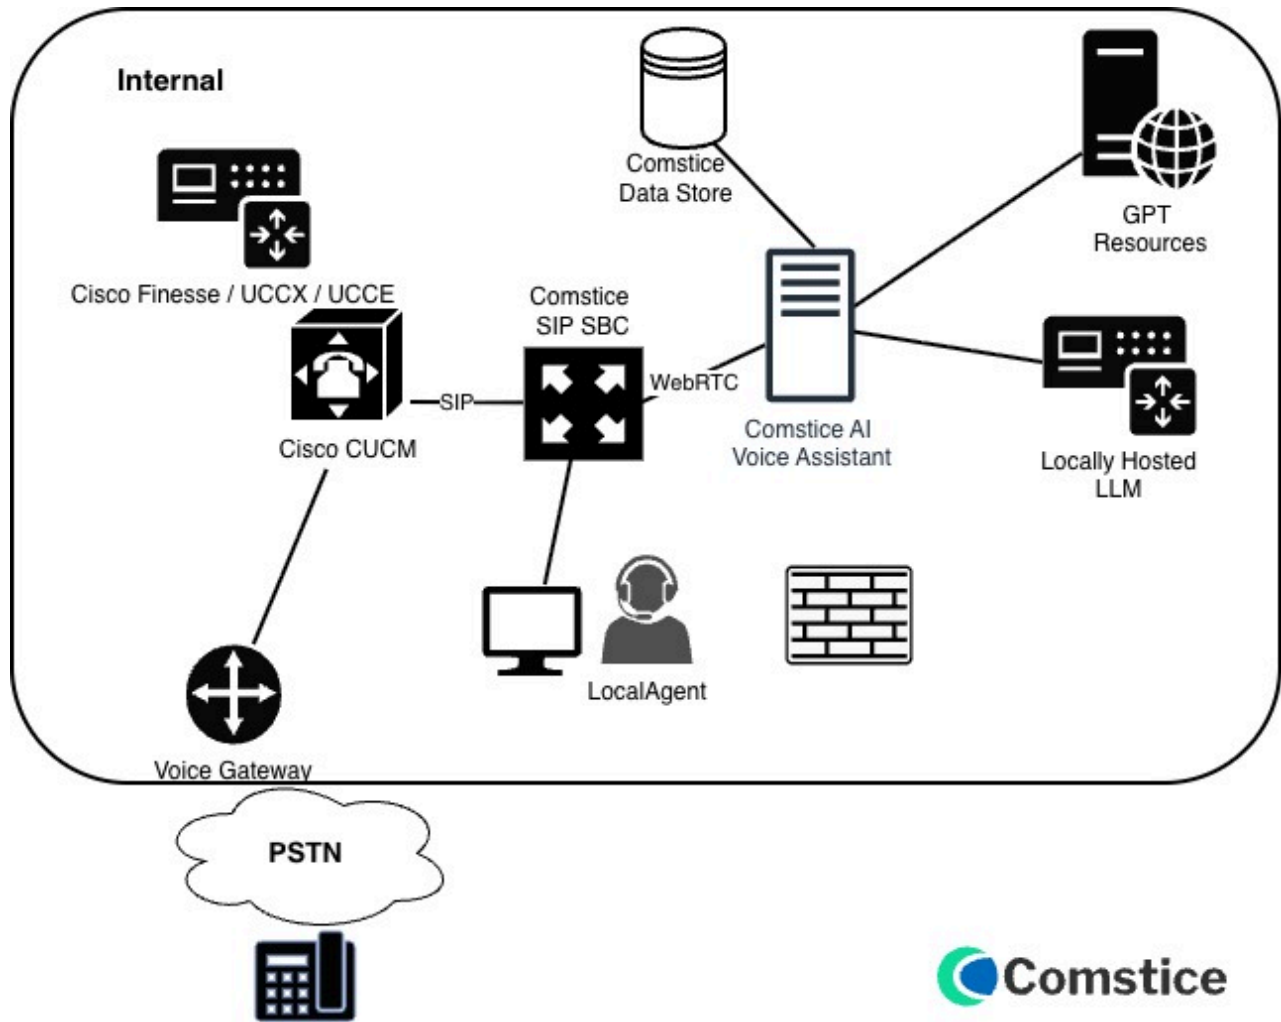 Internal
Comstice
Data Store
GPT
Resources
Cisco Finesse / UCCX / UCCE
Comstice
SIP SBC
SIP
WebRTC
Cisco CUCM
Comstice AI
Voice Assistant
Locally Hosted
LLM
LocalAgent
Voice Gateway
PSTN
Comstice